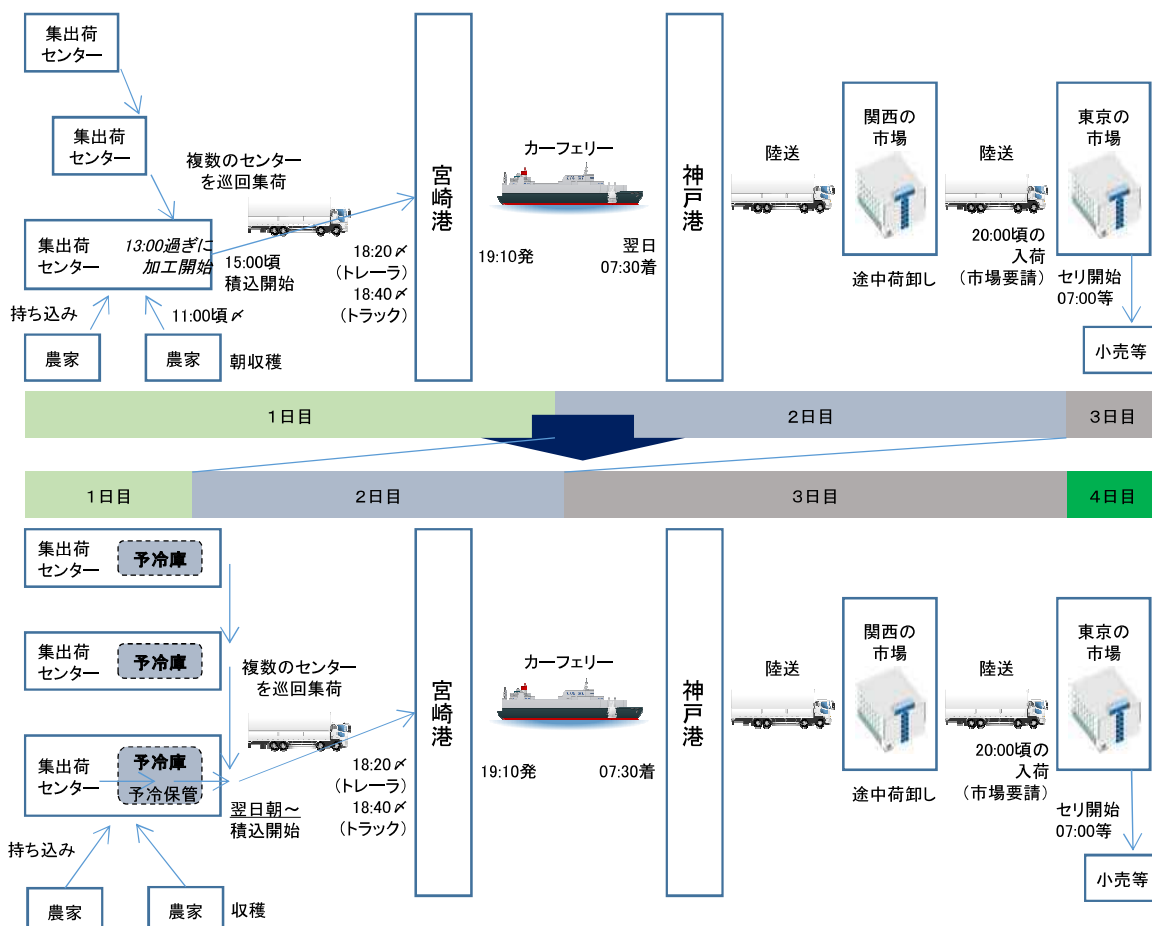 集出荷
センター
集出荷
センター
集出荷
センター
13:00過ぎに
加工開始
持ち込み
11:00頃〆
農家
農家
朝収穫
複数のセンター
を巡回集荷
15:00頃
積込開始
18:20〆
(トレーラ)
18:40〆
(トラック)
宮崎港
カーフェリー
19:10発
翌日
07:30着
神戸港
陸送
関西の
市場
途中荷卸し
陸送
20:00頃の
入荷
(市場要請)
東京の
市場
セリ開始
07:00等
小売等
1日目
2日目
3日目
1日目
2日目
3日目
4日目
集出荷
センター
予冷庫
集出荷
センター
予冷庫
集出荷
センター
予冷庫
予冷保管
持ち込み
農家
農家
収穫
複数のセンター
を巡回集荷
翌日朝~
積込開始
18:20〆
(トレーラ)
18:40〆
(トラック)
宮崎港
カーフェリー
19:10発
07:30着
神戸港
陸送
関西の
市場
途中荷卸し
陸送
20:00頃の
入荷
(市場要請)
東京の
市場
セリ開始
07:00等
小売等